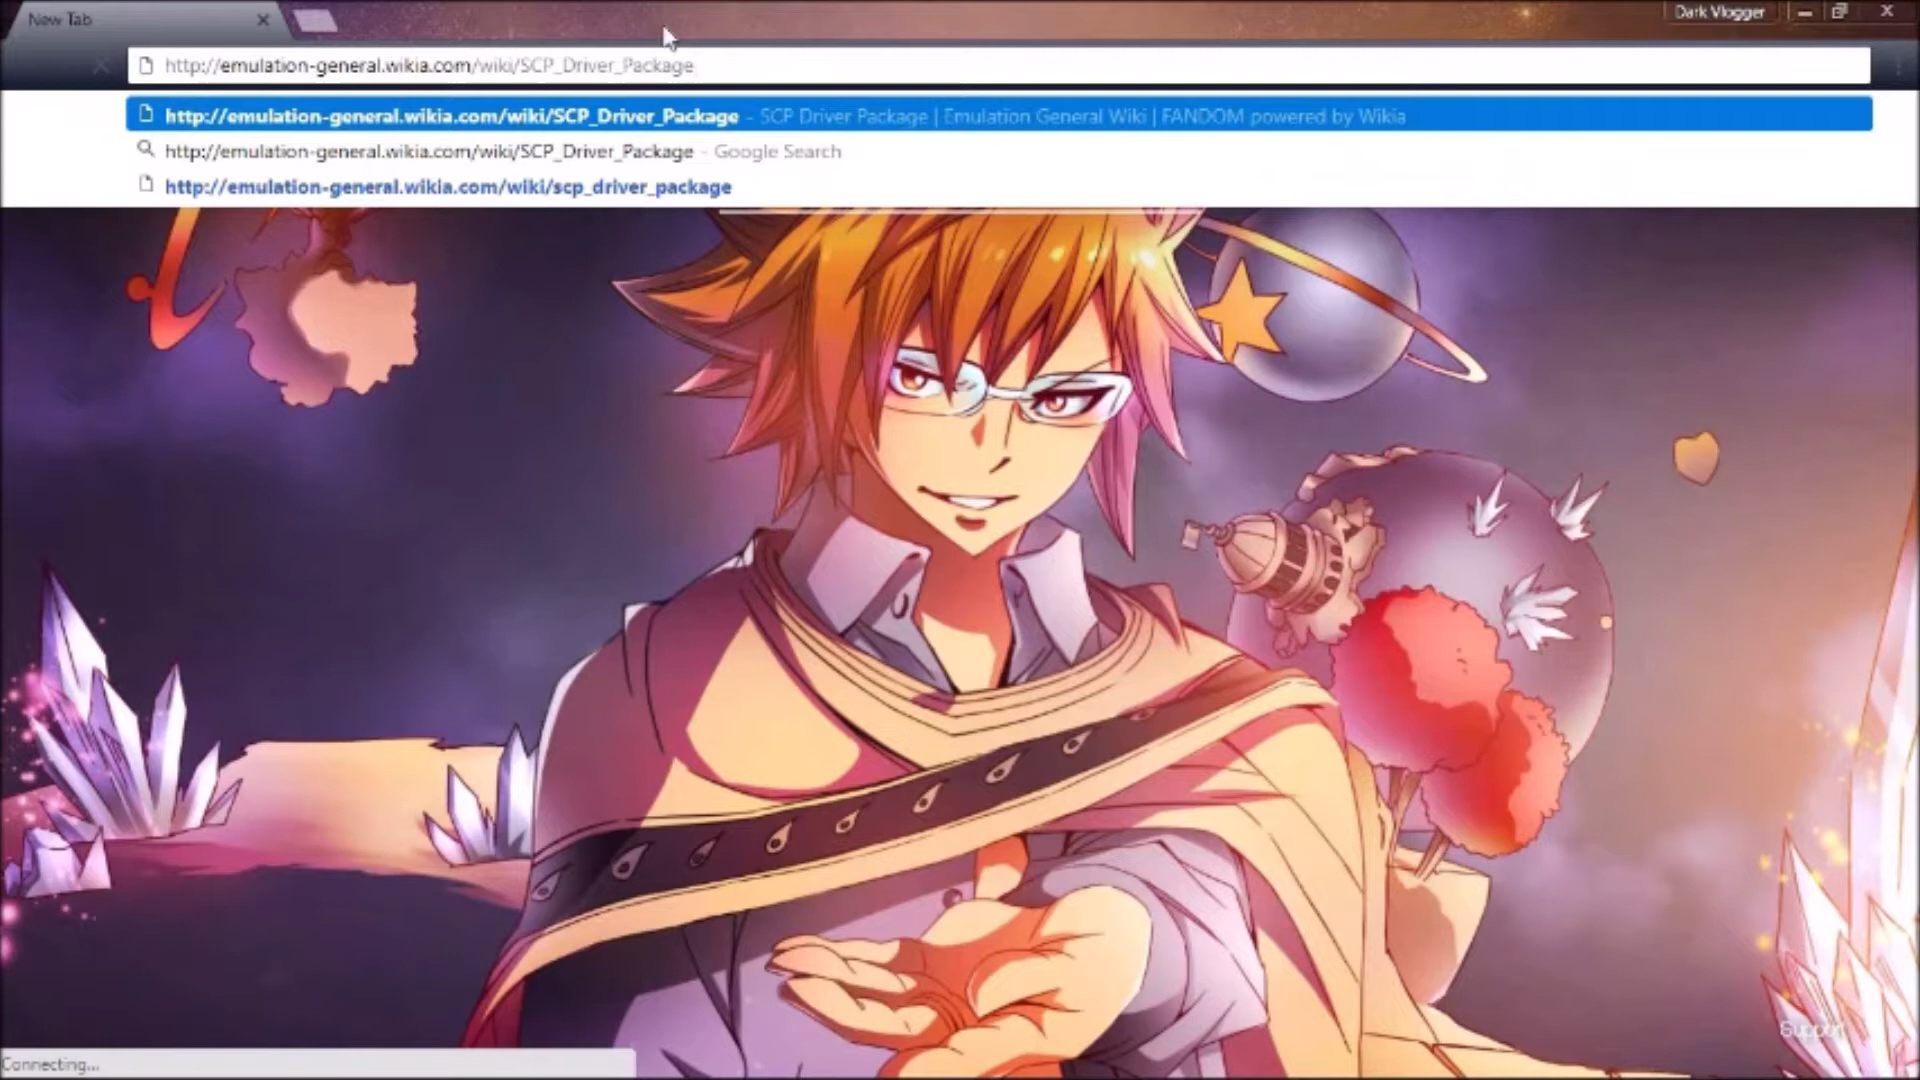 New Tab
Dark Vlogger
http://emulation-general.wikia.com/wiki/SCP_Driver_Package
http://emulation-general.wikia.com/wiki/SCP_Driver_Package - SCP Driver Package | Emulation General Wiki | FANDOM powered by Wikia
http://emulation-general.wikia.com/wiki/SCP_Driver_Package - Google Search
http://emulation-general.wikia.com/wiki/scp_driver_package
Support
Connecting...